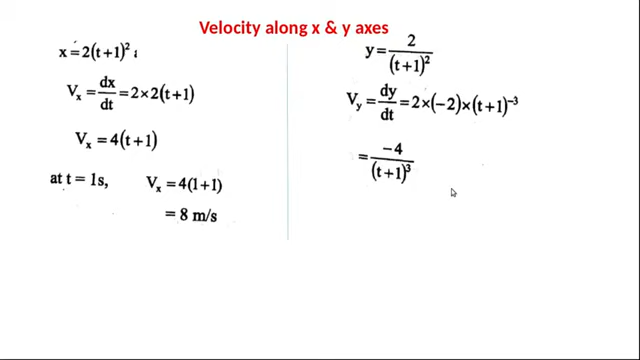 Velocity along x & y axes
x = 2(t+1)² ;
Vₓ = dx/dt = 2×2(t+1)
Vₓ = 4(t+1)
at t = 1s, Vₓ = 4(1+1)
= 8 m/s
y = 2/(t+1)²
Vᵧ = dy/dt = 2×(−2)×(t+1)⁻³
= −4/(t+1)³